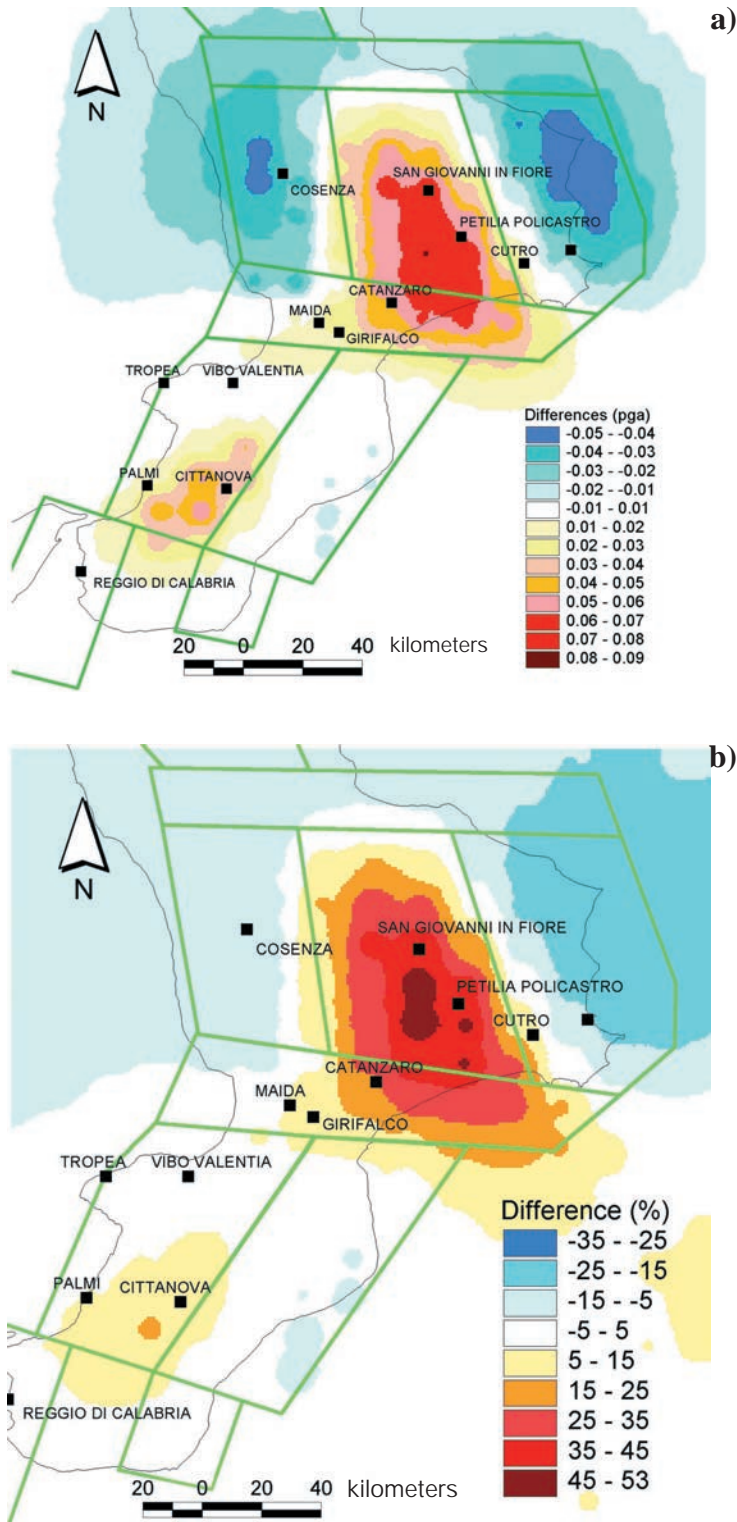 a)
N
COSENZA
SAN GIOVANNI IN FIORE
PETILIA POLICASTRO
CUTRO
CATANZARO
MAIDA
GIRIFALCO
TROPEA
VIBO VALENTIA
PALMI
CITTANOVA
REGGIO DI CALABRIA
Differences (pga)
-0.05 - -0.04
-0.04 - -0.03
-0.03 - -0.02
-0.02 - -0.01
-0.01 - 0.01
0.01 - 0.02
0.02 - 0.03
0.03 - 0.04
0.04 - 0.05
0.05 - 0.06
0.06 - 0.07
0.07 - 0.08
0.08 - 0.09
20 0 20 40 kilometers
b)
N
COSENZA
SAN GIOVANNI IN FIORE
PETILIA POLICASTRO
CUTRO
CATANZARO
MAIDA
GIRIFALCO
TROPEA
VIBO VALENTIA
PALMI
CITTANOVA
REGGIO DI CALABRIA
Difference (%)
-35 - -25
-25 - -15
-15 - -5
-5 - 5
5 - 15
15 - 25
25 - 35
35 - 45
45 - 53
20 0 20 40 kilometers